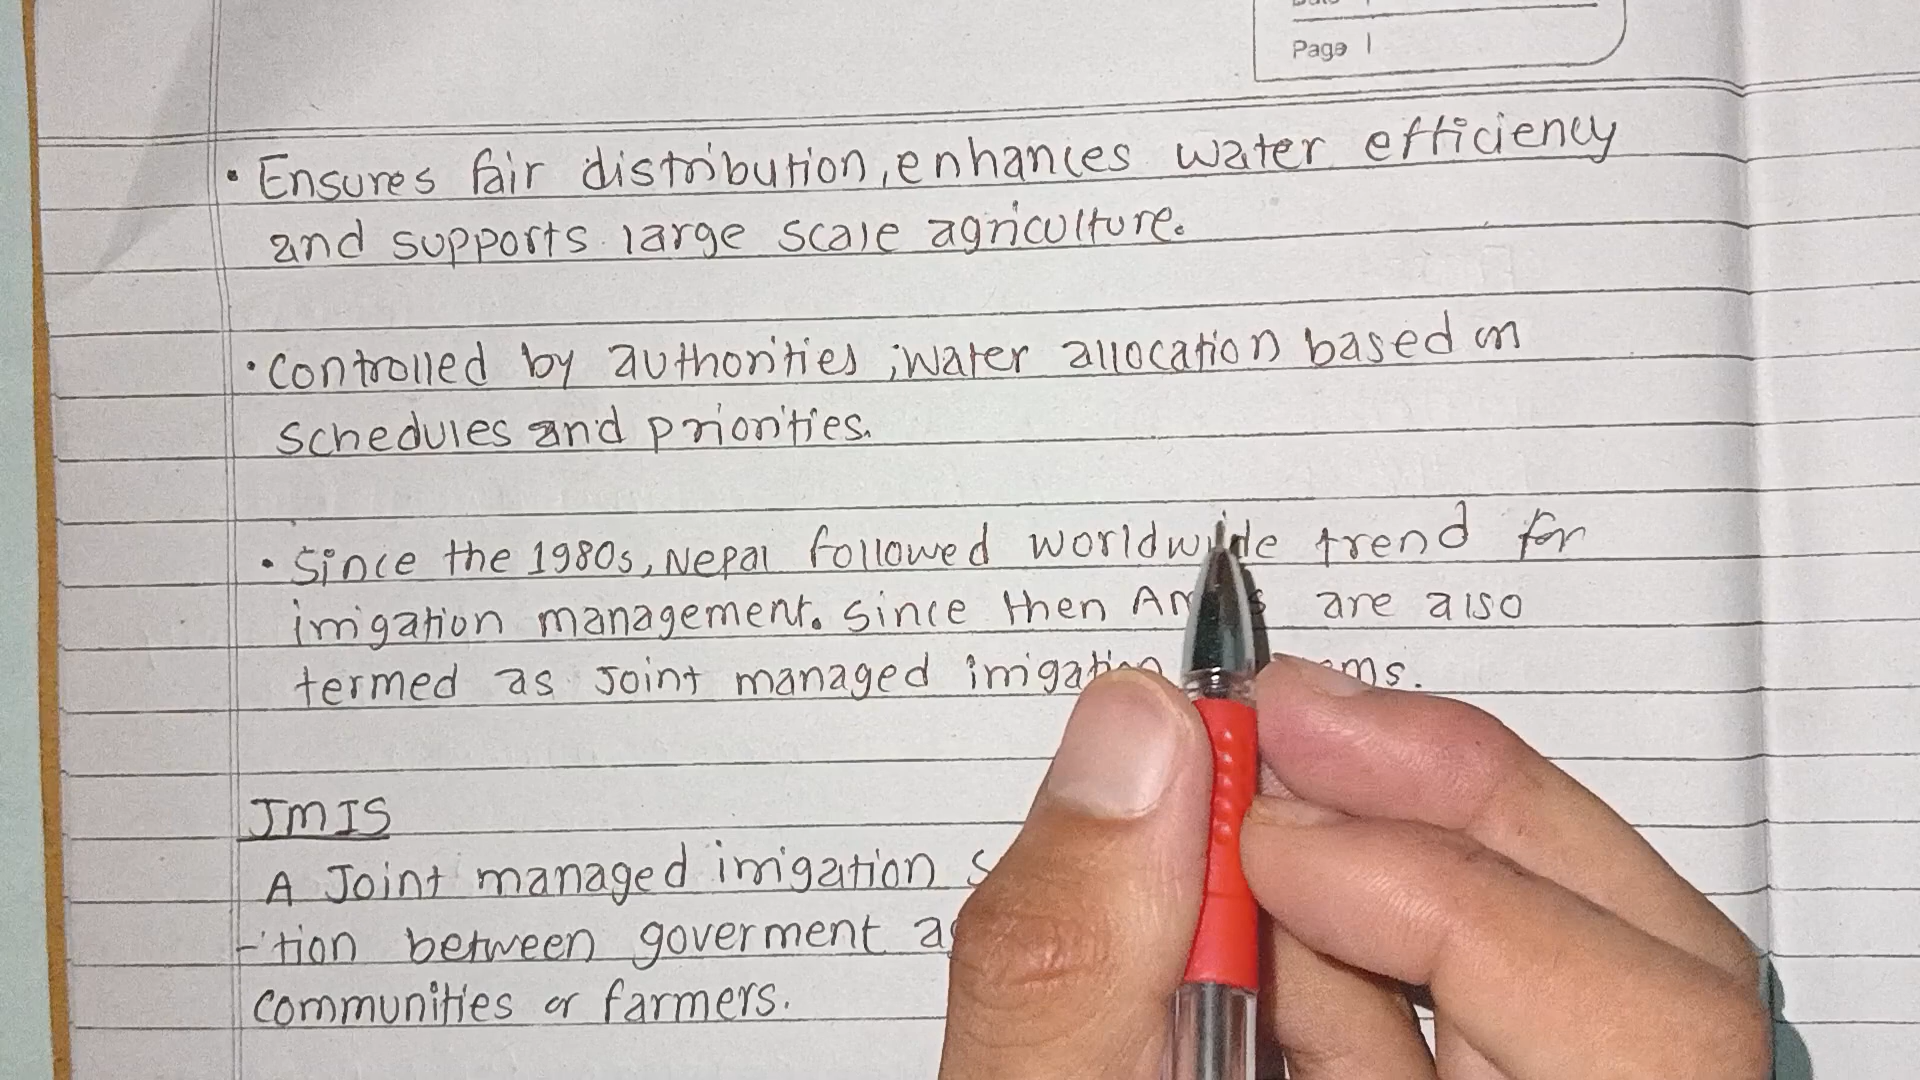 Page
• Ensures fair distribution, enhances water efficiency
and supports large scale agriculture.
• Controlled by authorities ; water allocation based on
schedules and priorities.
• Since the 1980s, Nepal followed worldwide trend for
irrigation management. Since then are also
termed as Joint managed irrigation
JMIS
A Joint managed irrigation
-tion between goverment
communities or farmers.